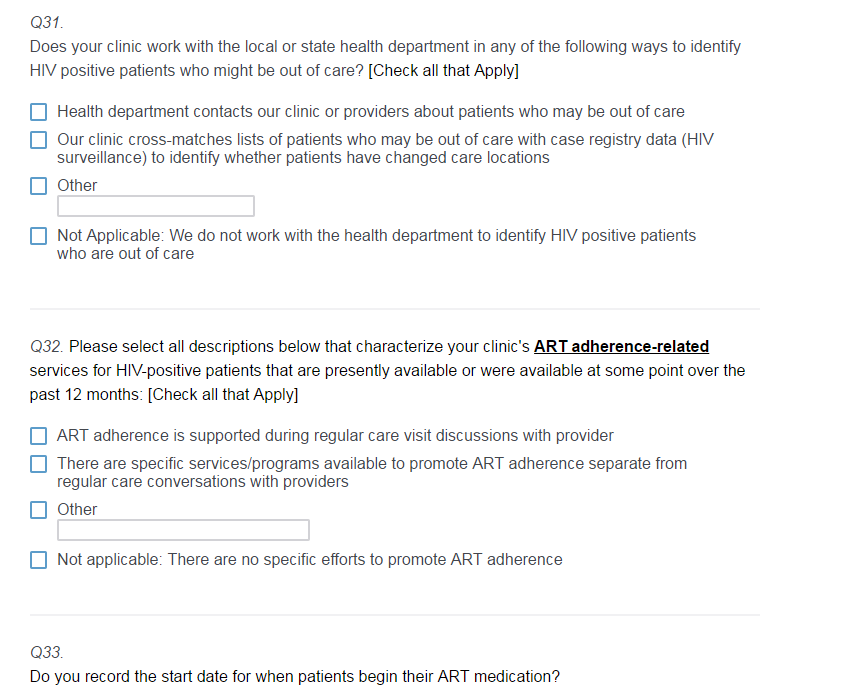 Q31.
Does your clinic work with the local or state health department in any of the following ways to identify
HIV positive patients who might be out of care? [Check all that Apply]
Health department contacts our clinic or providers about patients who may be out of care
Our clinic cross-matches lists of patients who may be out of care with case registry data (HIV
surveillance) to identify whether patients have changed care locations
Other
Not Applicable: We do not work with the health department to identify HIV positive patients
who are out of care
Q32. Please select all descriptions below that characterize your clinic's ART adherence-related
services for HIV-positive patients that are presently available or were available at some point over the
past 12 months: [Check all that Apply]
ART adherence is supported during regular care visit discussions with provider
There are specific services/programs available to promote ART adherence separate from
regular care conversations with providers
Other
Not applicable: There are no specific efforts to promote ART adherence
Q33.
Do you record the start date for when patients begin their ART medication?